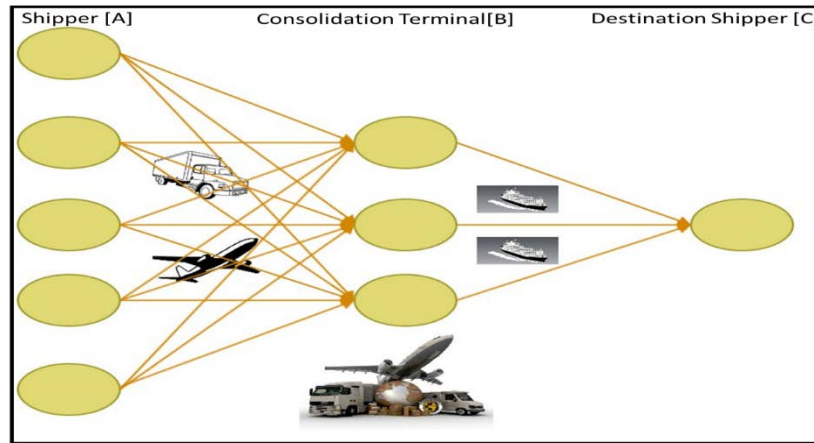 Shipper [A]
Consolidation Terminal[B]
Destination Shipper [C